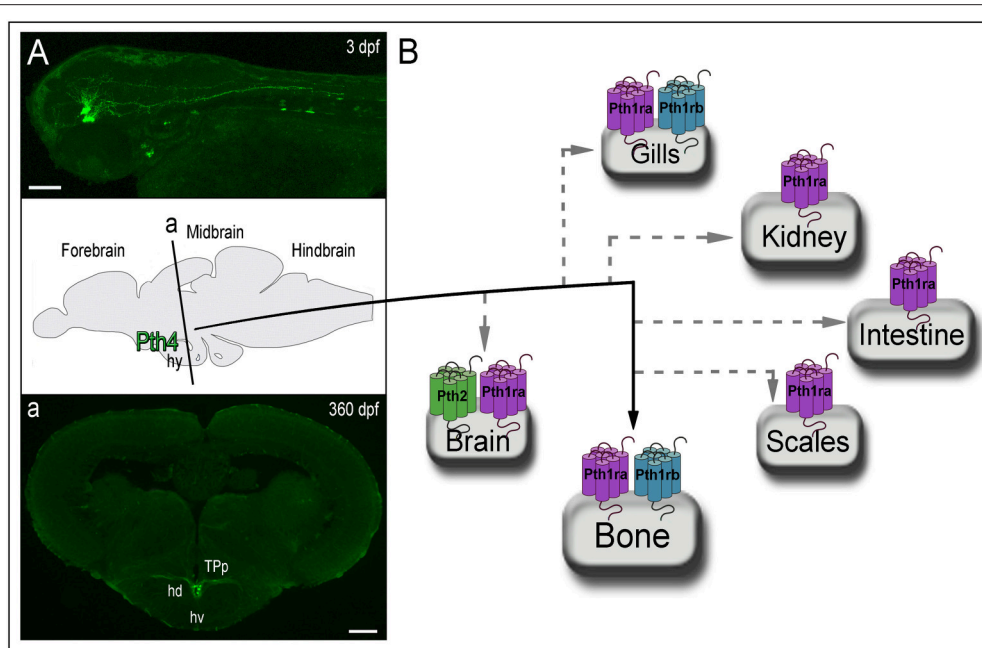 A
3 dpf
a
Midbrain
Forebrain
Hindbrain
Pth4
hy
a
360 dpf
TPp
hd
hv
B
Pth1ra
Pth1rb
Gills
Pth1ra
Kidney
Pth1ra
Intestine
Pth1ra
Scales
Pth2
Pth1ra
Brain
Pth1ra
Pth1rb
Bone